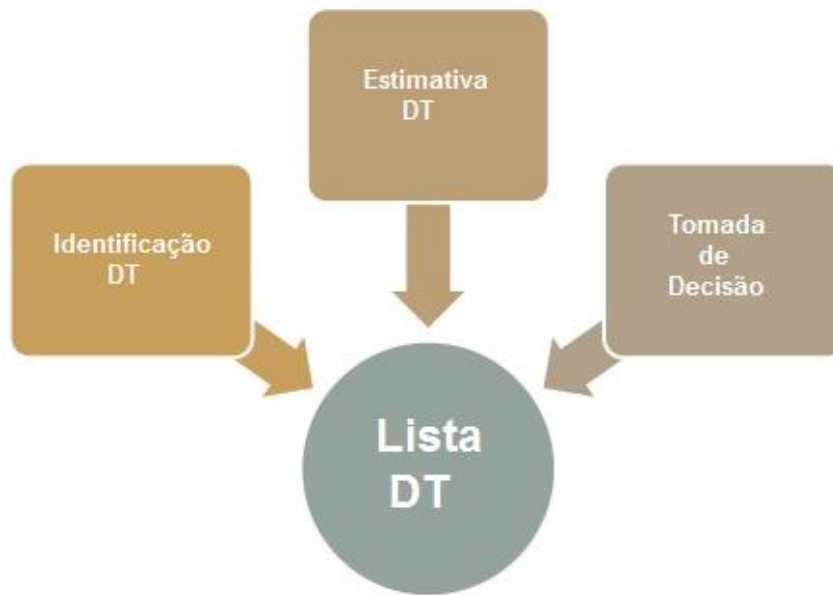 Estimativa
DT
Identificação
DT
Tomada
de
Decisão
Lista
DT